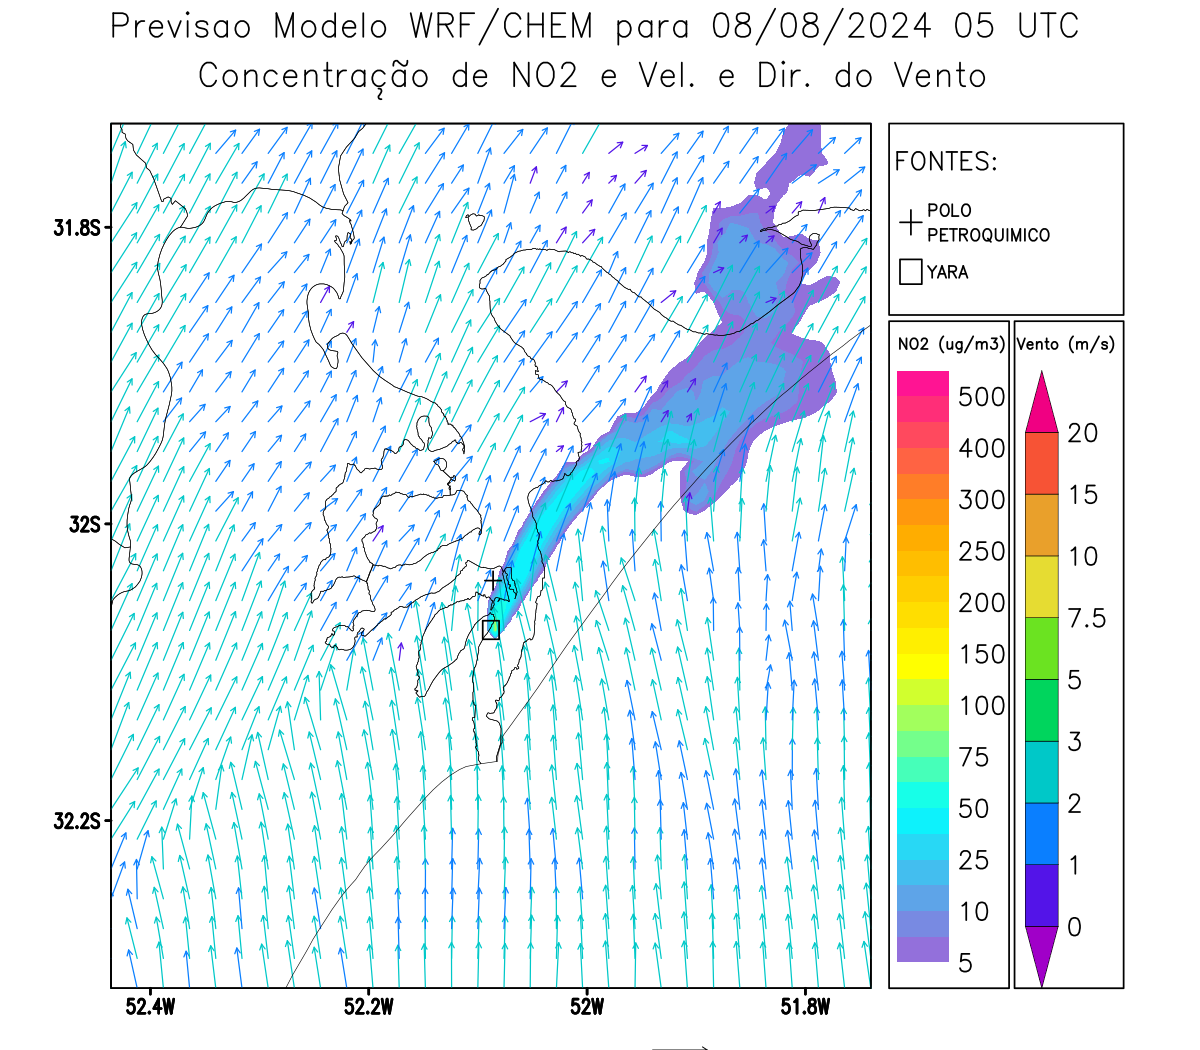 Previsao Modelo WRF/CHEM para 08/08/2024 05 UTC
Concentração de NO2 e Vel. e Dir. do Vento
FONTES:
POLO
PETROQUIMICO
YARA
31.8S
32S
32.2S
52.4W
52.2W
52W
51.8W
NO2 (ug/m3)
500
400
300
250
200
150
100
75
50
25
10
5
Vento (m/s)
20
15
10
7.5
5
3
2
1
0